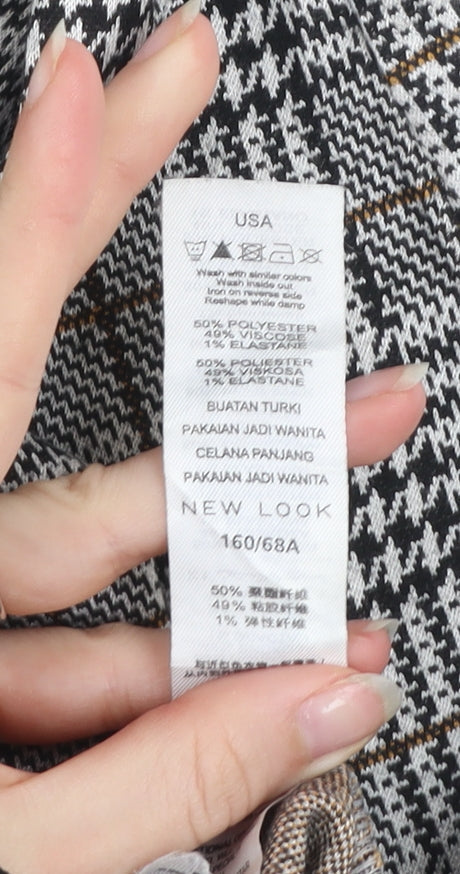 USA
Wash with similar colors
Wash inside out
Iron on reverse side
Reshape while damp
50% POLYESTER
49% VISCOSE
1% ELASTANE
50% POLIESTER
49% VISKOSA
1% ELASTANE
BUATAN TURKI
PAKAIAN JADI WANITA
CELANA PANJANG
PAKAIAN JADI WANITA
NEW LOOK
160/68A
50% 聚酯纤维
49% 粘胶纤维
1% 弹性纤维